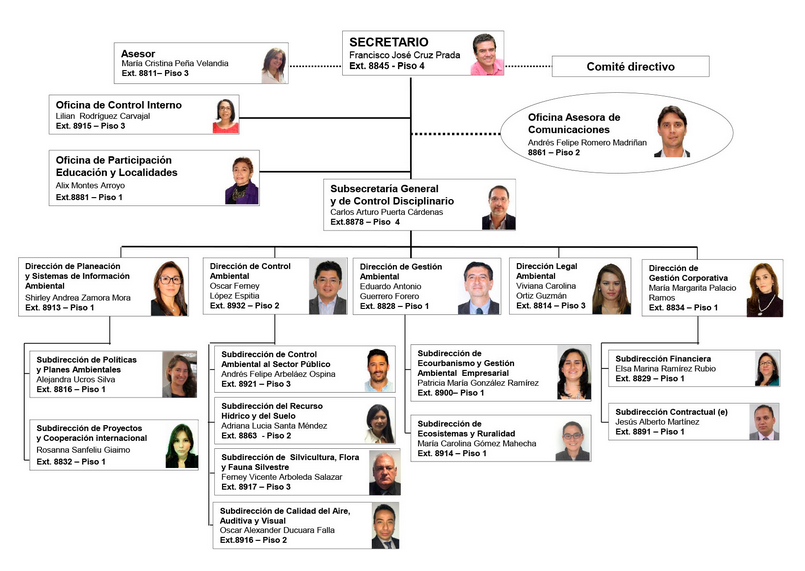 SECRETARIO
Francisco José Cruz Prada
Ext. 8845 - Piso 4
Asesor
María Cristina Peña Velandia
Ext. 8811– Piso 3
Comité directivo
Oficina de Control Interno
Lilian Rodríguez Carvajal
Ext. 8915 – Piso 3
Oficina Asesora de
Comunicaciones
Andrés Felipe Romero Madriñan
8861 – Piso 2
Oficina de Participación
Educación y Localidades
Alix Montes Arroyo
Ext.8881 – Piso 1
Subsecretaría General
y de Control Disciplinario
Carlos Arturo Puerta Cárdenas
Ext.8878 – Piso 4
Dirección de Planeación
y Sistemas de Información
Ambiental
Shirley Andrea Zamora Mora
Ext. 8913 – Piso 1
Dirección de Control
Ambiental
Oscar Ferney
López Espitia
Ext. 8932 – Piso 2
Dirección de Gestión
Ambiental
Eduardo Antonio
Guerrero Forero
Ext. 8828 – Piso 1
Dirección Legal
Ambiental
Viviana Carolina
Ortiz Guzmán
Ext. 8814 – Piso 3
Dirección de
Gestión Corporativa
María Margarita Palacio
Ramos
Ext. 8834 – Piso 1
Subdirección de Políticas
y Planes Ambientales
Alejandra Ucros Silva
Ext. 8816 – Piso 1
Subdirección de Proyectos
y Cooperación internacional
Rosanna Sanfeliu Giaimo
Ext. 8832 – Piso 1
Subdirección de Control
Ambiental al Sector Público
Andrés Felipe Arbeláez Ospina
Ext. 8921 – Piso 3
Subdirección del Recurso
Hídrico y del Suelo
Adriana Lucia Santa Méndez
Ext. 8863 - Piso 2
Subdirección de Silvicultura, Flora
y Fauna Silvestre
Ferney Vicente Arboleda Salazar
Ext. 8917 – Piso 3
Subdirección de Calidad del Aire,
Auditiva y Visual
Oscar Alexander Ducuara Falla
Ext.8916 – Piso 2
Subdirección de
Ecourbanismo y Gestión
Ambiental Empresarial
Patricia María González Ramírez
Ext. 8900– Piso 1
Subdirección de
Ecosistemas y Ruralidad
María Carolina Gómez Mahecha
Ext. 8914 – Piso 1
Subdirección Financiera
Elsa Marina Ramírez Rubio
Ext. 8829 – Piso 1
Subdirección Contractual (e)
Jesús Alberto Martínez
Ext. 8891 – Piso 1